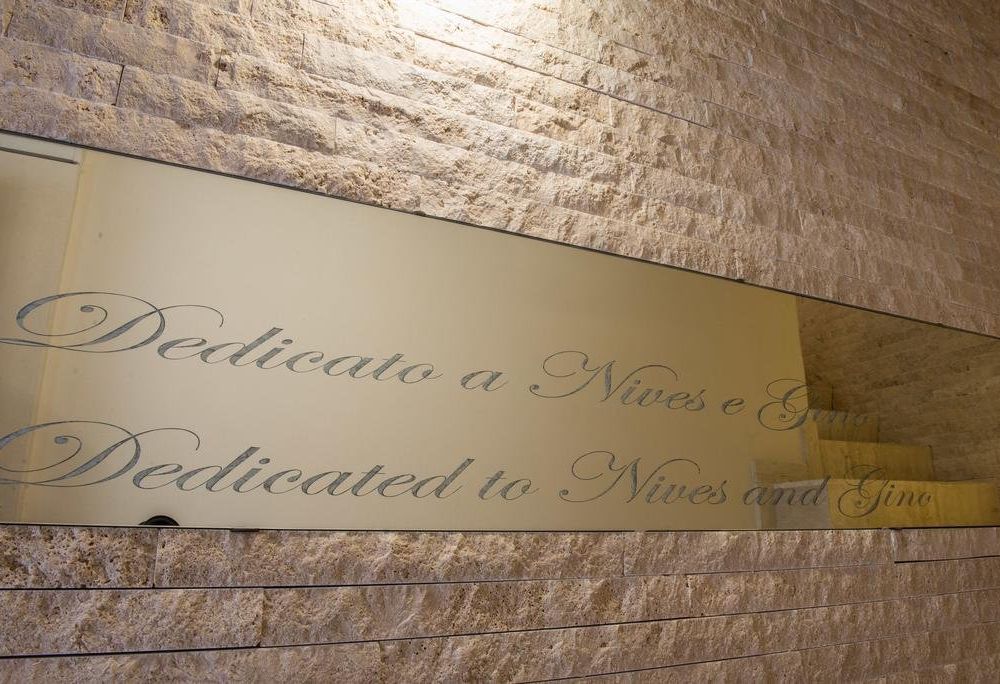 Dedicato a Nives e Gino
Dedicated to Nives and Gino